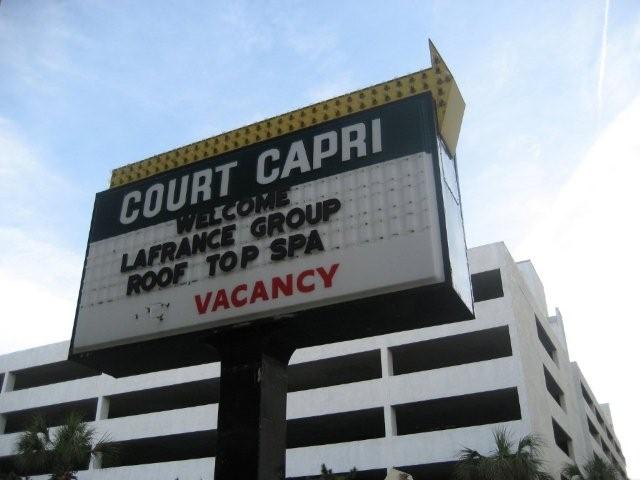 COURT CAPRI
WELCOME
LAFRANCE GROUP
ROOF TOP SPA
VACANCY